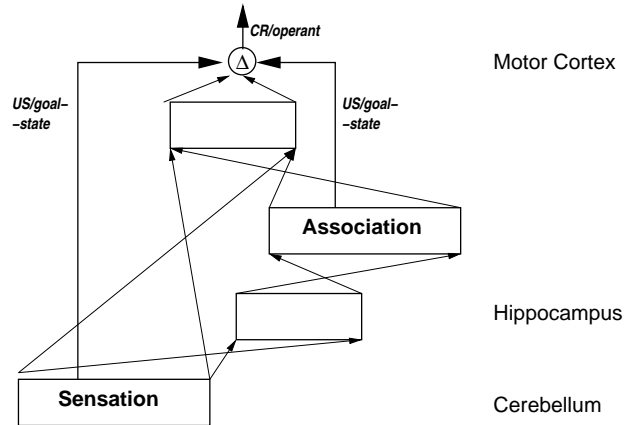 CR/operant
Δ
Motor Cortex
US/goal-
-state
US/goal-
-state
Association
Hippocampus
Sensation
Cerebellum